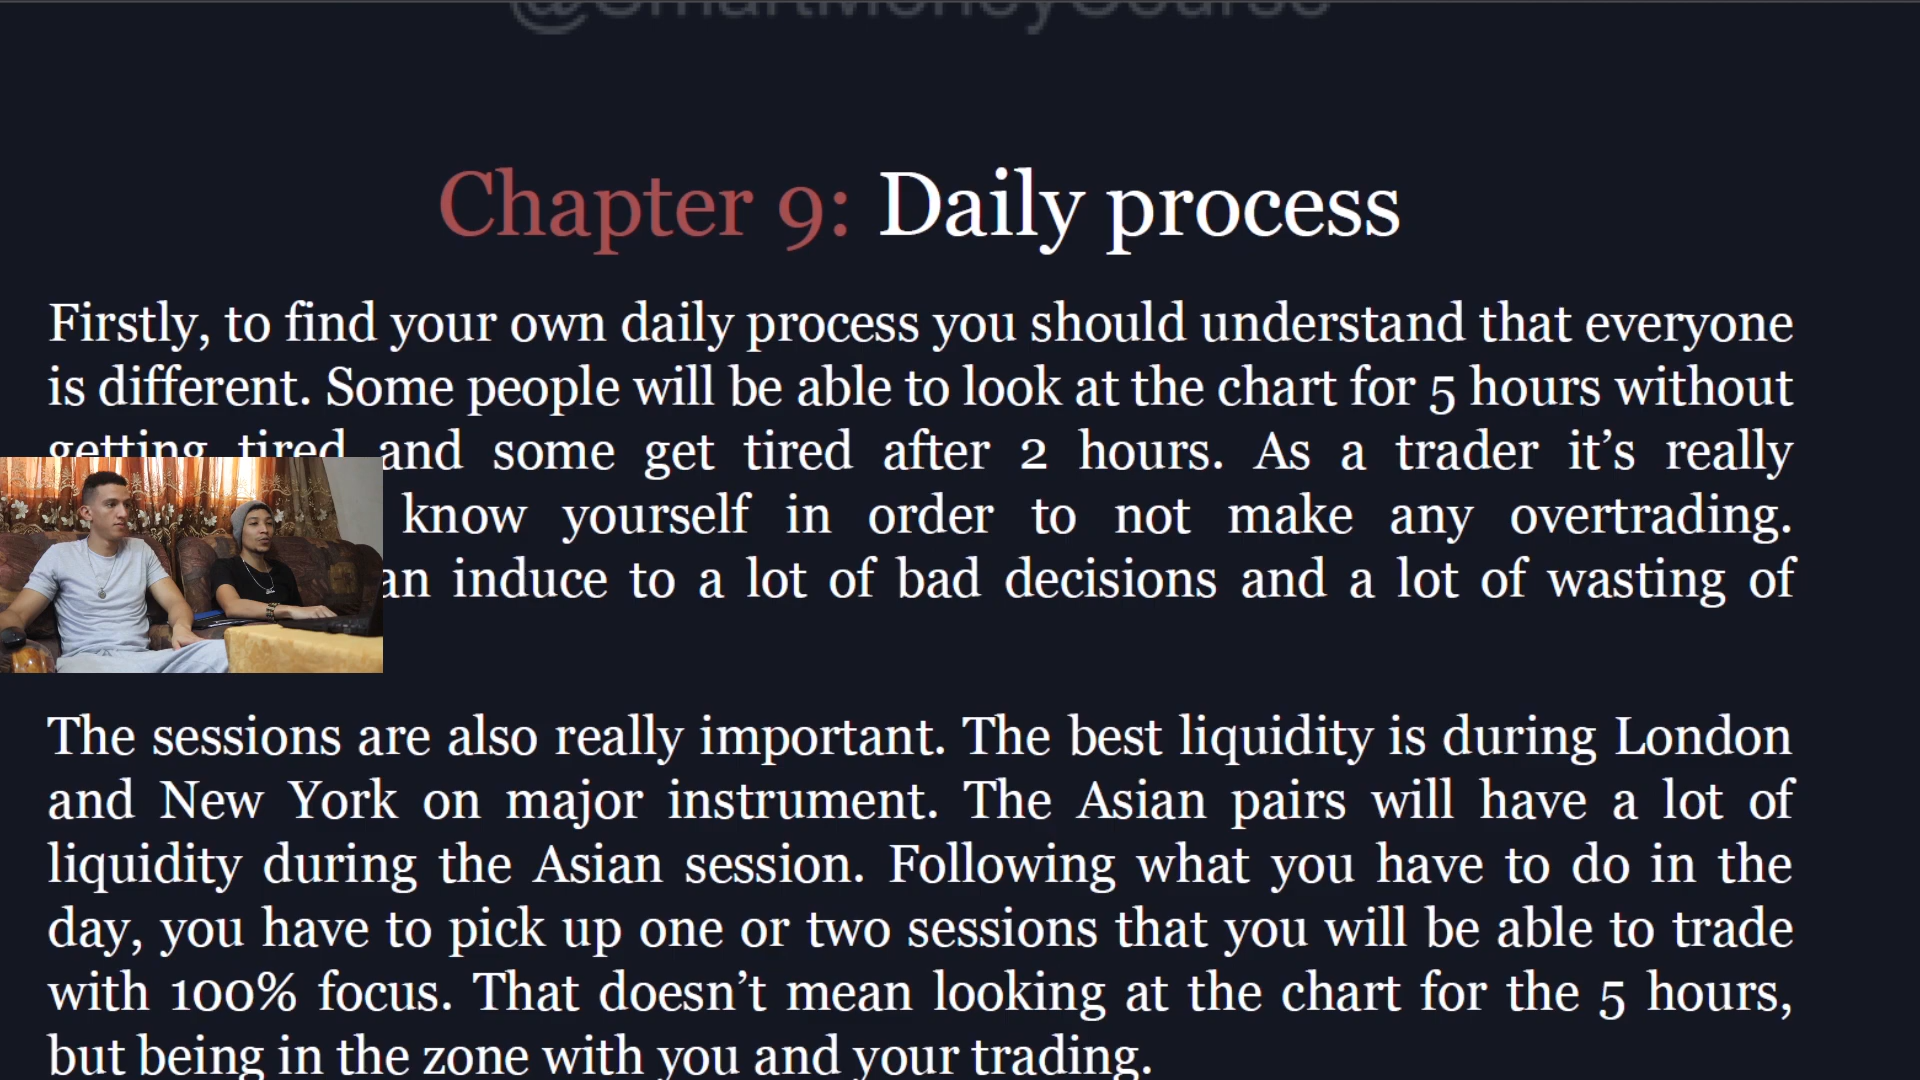 @SmartMoneyCourse
Chapter 9: Daily process
Firstly, to find your own daily process you should understand that everyone
is different. Some people will be able to look at the chart for 5 hours without
getting tired and some get tired after 2 hours. As a trader it’s really
know yourself in order to not make any overtrading.
an induce to a lot of bad decisions and a lot of wasting of
The sessions are also really important. The best liquidity is during London
and New York on major instrument. The Asian pairs will have a lot of
liquidity during the Asian session. Following what you have to do in the
day, you have to pick up one or two sessions that you will be able to trade
with 100% focus. That doesn’t mean looking at the chart for the 5 hours,
but being in the zone with you and your trading.